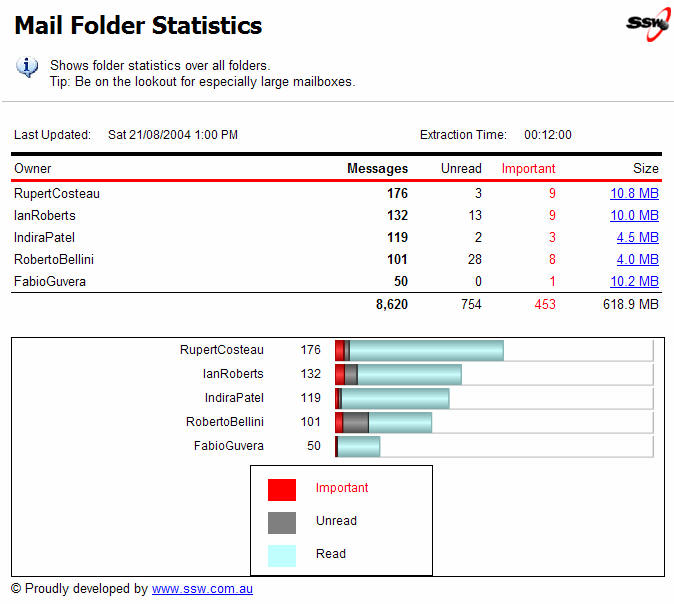 Mail Folder Statistics
SSW
Shows folder statistics over all folders.
Tip: Be on the lookout for especially large mailboxes.
Last Updated: Sat 21/08/2004 1:00 PM Extraction Time: 00:12:00
Owner Messages Unread Important Size
RupertCosteau 176 3 9 10.8 MB
IanRoberts 132 13 9 10.0 MB
IndiraPatel 119 2 3 4.5 MB
RobertoBellini 101 28 8 4.0 MB
FabioGuvera 50 0 1 10.2 MB
8,620 754 453 618.9 MB
RupertCosteau 176
IanRoberts 132
IndiraPatel 119
RobertoBellini 101
FabioGuvera 50
Important
Unread
Read
© Proudly developed by www.ssw.com.au